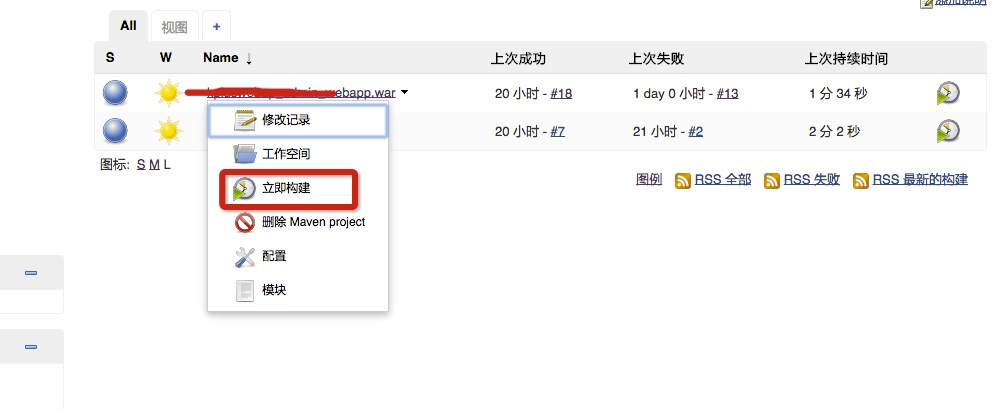 添加说明
All 视图 +
S W Name ↓ 上次成功 上次失败 上次持续时间
webapp.war 20 小时 - #18 1 day 0 小时 - #13 1 分 34 秒
修改记录
20 小时 - #7 21 小时 - #2 2 分 2 秒
工作空间
图标: S M L
图例 RSS 全部 RSS 失败 RSS 最新的构建
立即构建
删除 Maven project
配置
模块